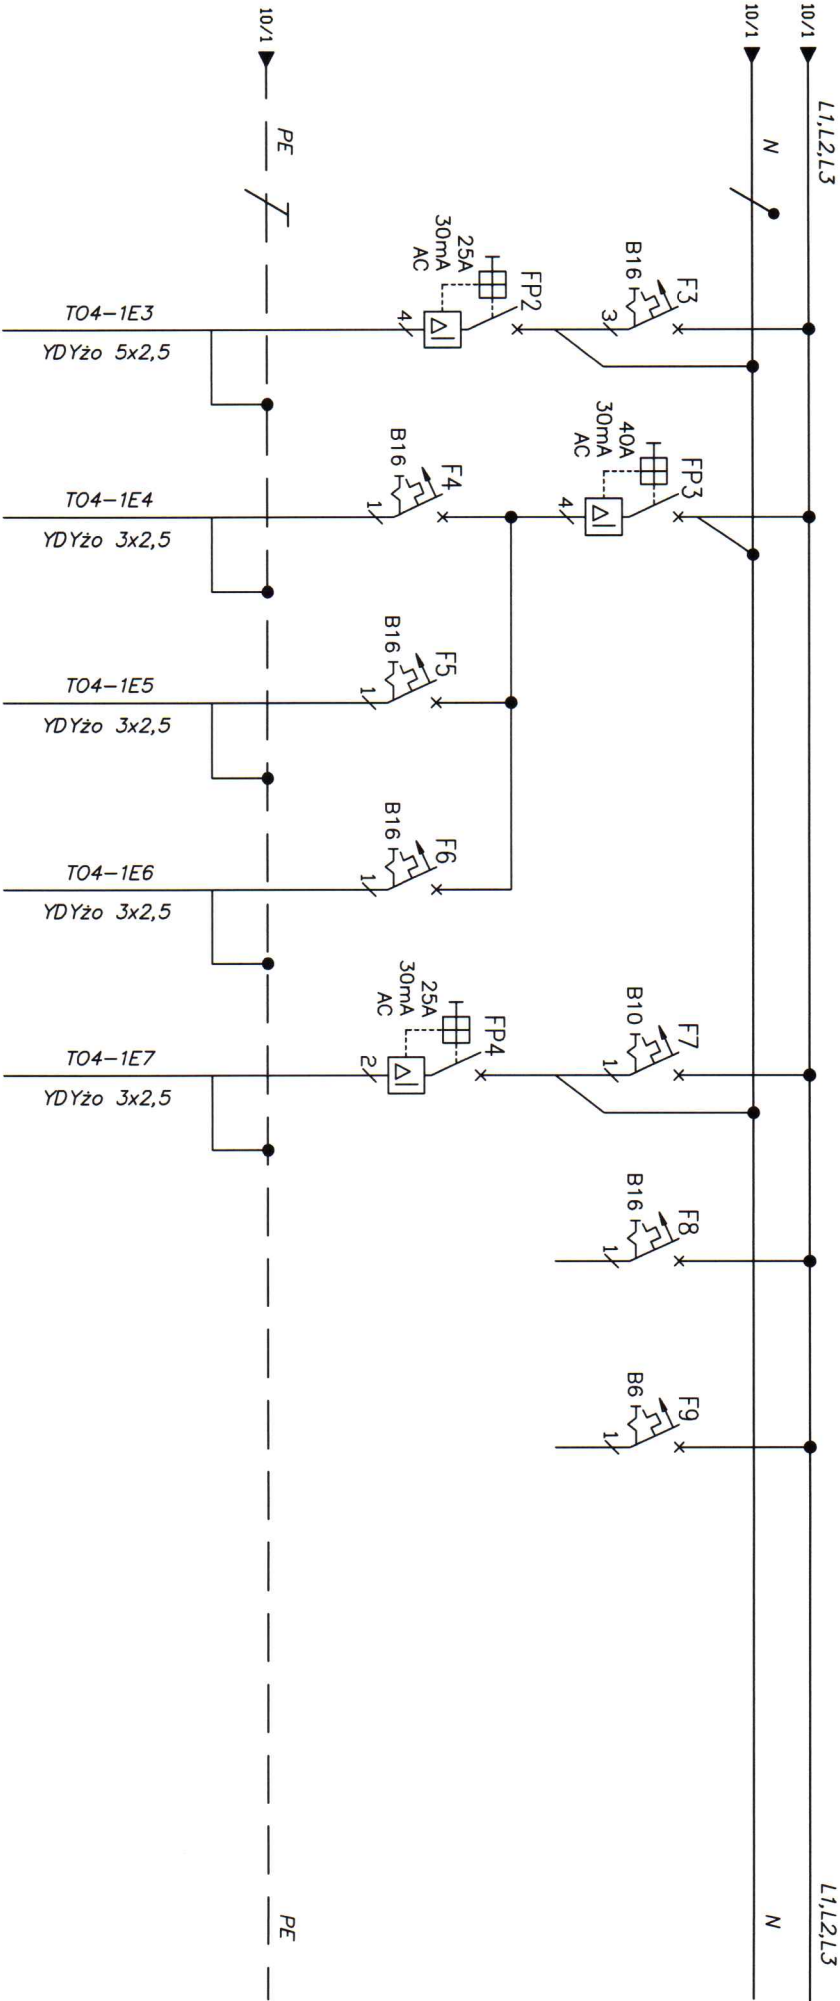 10/1
L1,L2,L3
L1,L2,L3
10/1
N
N
F3
B16
3
FP2
25A
30mA
AC
4
FP3
40A
30mA
AC
4
F4
B16
1
F5
B16
1
F6
B16
1
F7
B10
1
FP4
25A
30mA
AC
2
F8
B16
1
F9
B6
1
10/1
PE
PE
TO4-1E3
YDYżo 5x2,5
TO4-1E4
YDYżo 3x2,5
TO4-1E5
YDYżo 3x2,5
TO4-1E6
YDYżo 3x2,5
TO4-1E7
YDYżo 3x2,5